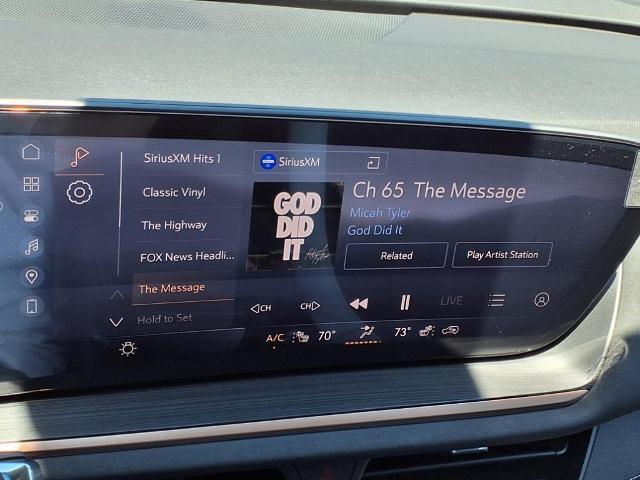 SiriusXM Hits 1
Classic Vinyl
The Highway
FOX News Headli...
The Message
Hold to Set
SiriusXM
GOD
DID
IT
Ch 65 The Message
Micah Tyler
God Did It
Related
Play Artist Station
CH
CH
LIVE
A/C
70°
73°